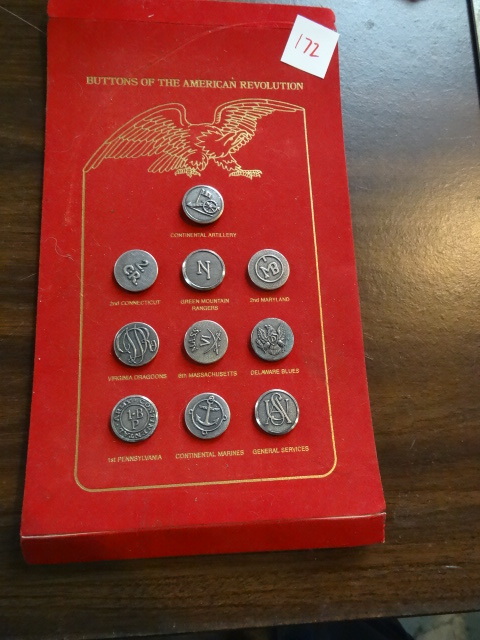 172
BUTTONS OF THE AMERICAN REVOLUTION
CONTINENTAL ARTILLERY
2nd CONNECTICUT
GREEN MOUNTAIN
RANGERS
2nd MARYLAND
VIRGINIA DRAGOONS
6th MASSACHUSETTS
DELAWARE BLUES
I·B
P
1st PENNSYLVANIA
CONTINENTAL MARINES
GENERAL SERVICES